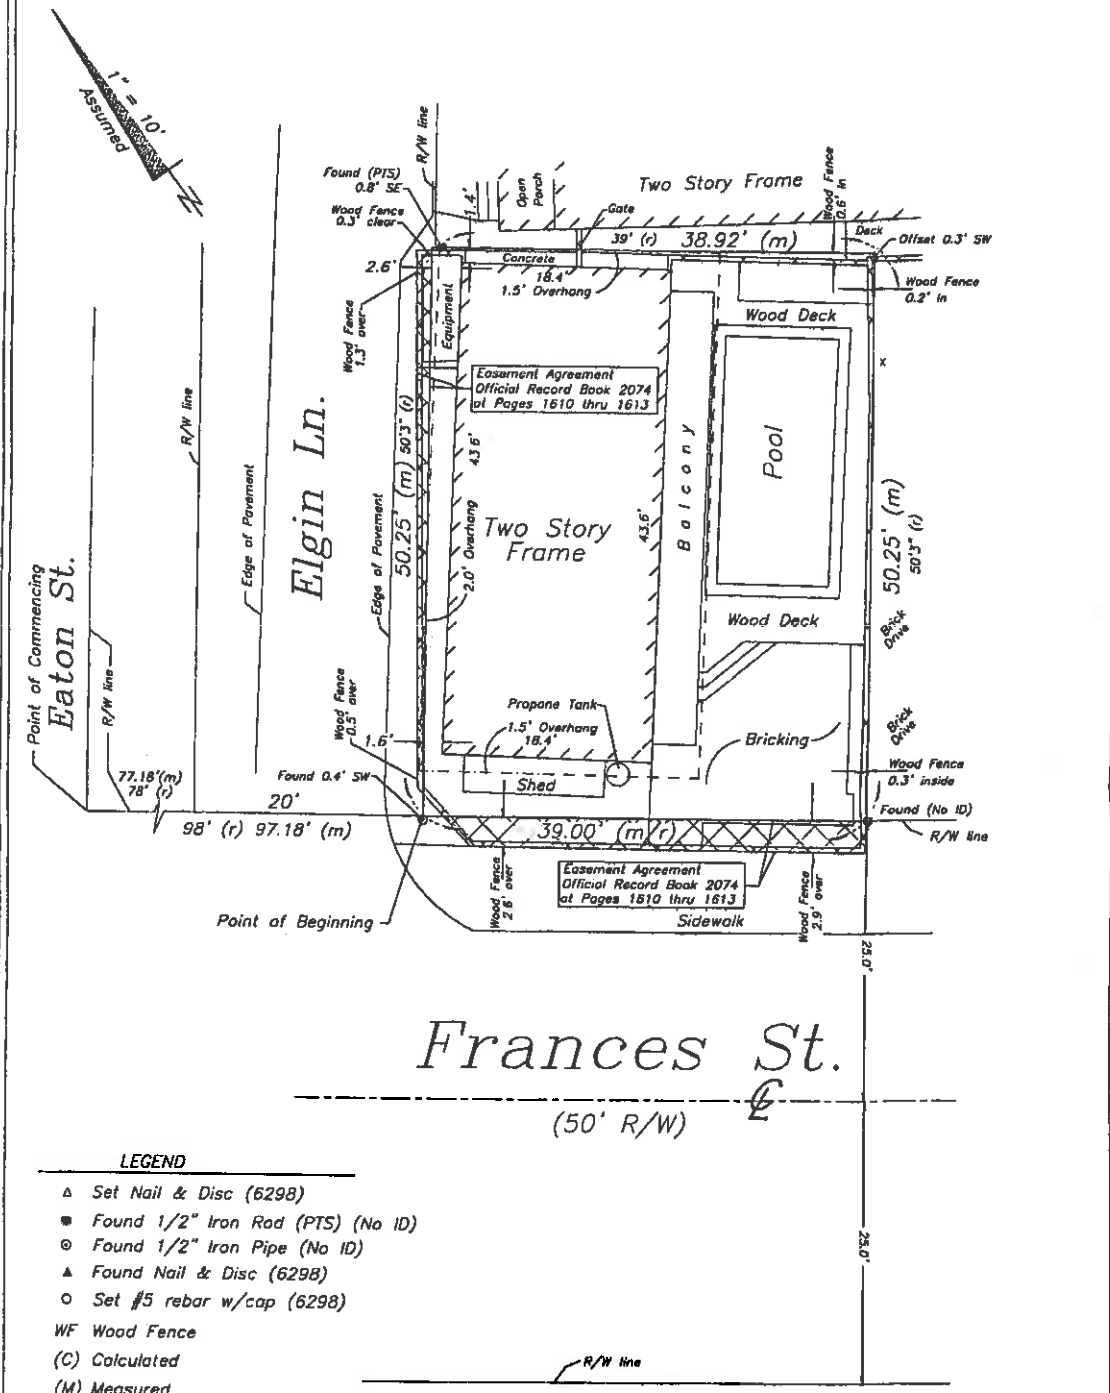 1" = 10'
Assumed
N
R/W line
Found (PTS)
0.8' SE
Wood Fence
0.3' clear
1.4'
Open
Porch
Two Story Frame
Wood Fence
0.6' in
Gate
39' (r) 38.92' (m)
Deck
Offset 0.3' SW
2.6'
Concrete
18.4'
1.5' Overhang
Wood Fence
0.2' in
Wood Fence
1.3' over
Equipment
Wood Deck
Easement Agreement
Official Record Book 2074
at Pages 1610 thru 1613
x
R/W line
Elgin Ln.
Edge of Pavement
Edge of Pavement
50.25' (m) 50'3" (r)
43.6'
2.0' Overhang
Two Story
Frame
43.6'
Balcony
Pool
50.25' (m)
50'3" (r)
Point of Commencing
Eaton St.
R/W line
Wood Deck
Brick
Drive
Wood Fence
0.5' over
Propane Tank
1.5' Overhang
18.4'
1.6'
Bricking
Brick
Drive
Wood Fence
0.3' inside
77.18'(m)
78' (r)
Found 0.4' SW
Shed
20'
98' (r) 97.18' (m)
39.00' (m/r)
Found (No ID)
R/W line
Easement Agreement
Official Record Book 2074
at Pages 1610 thru 1613
Wood Fence
2.6' over
Wood Fence
2.9' over
Point of Beginning
Sidewalk
25.0'
Frances St.
CL
(50' R/W)
LEGEND
△ Set Nail & Disc (6298)
● Found 1/2" Iron Rod (PTS) (No ID)
⊙ Found 1/2" Iron Pipe (No ID)
▲ Found Nail & Disc (6298)
○ Set #5 rebar w/cap (6298)
WF Wood Fence
(C) Calculated
(M) Measured
25.0'
R/W line